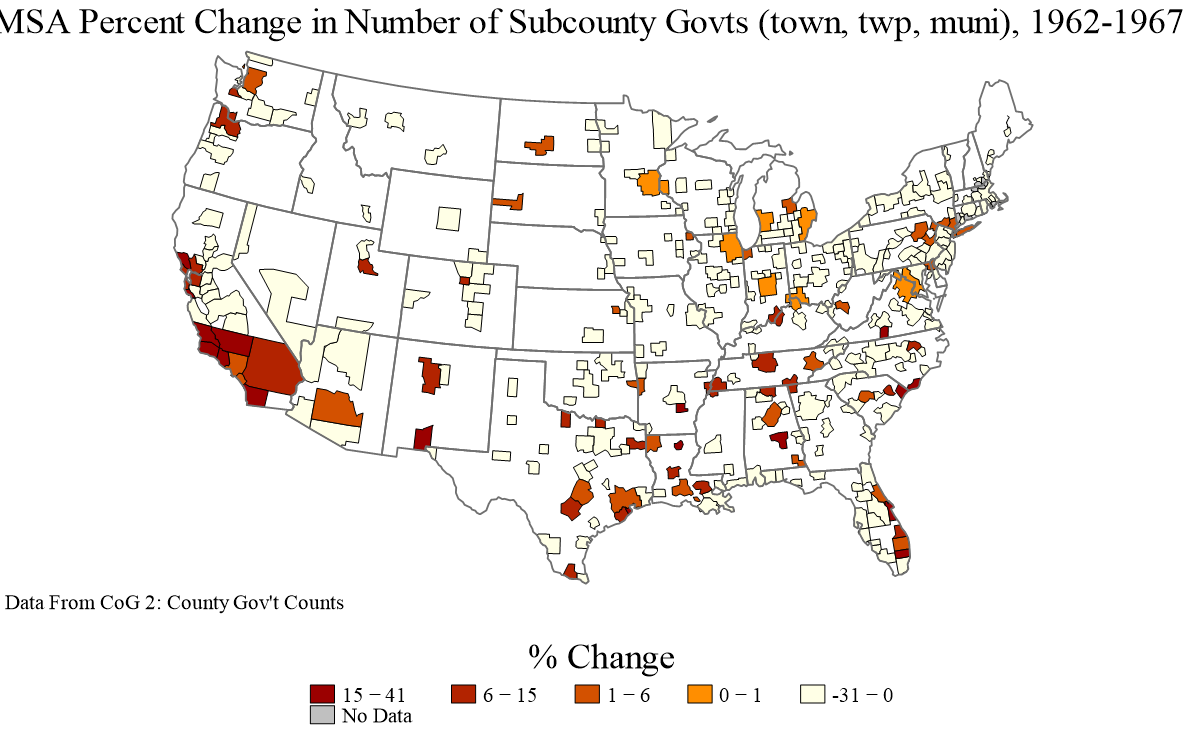 MSA Percent Change in Number of Subcounty Govts (town, twp, muni), 1962-1967
Data From CoG 2: County Gov't Counts
% Change
15 − 41
6 − 15
1 − 6
0 − 1
-31 − 0
No Data